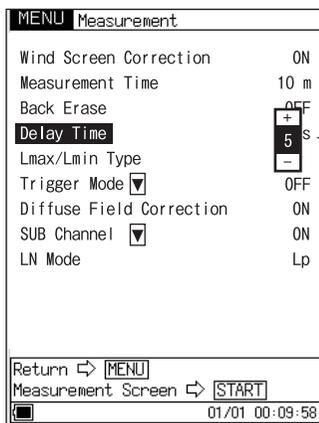 MENU Measurement
Wind Screen Correction ON
Measurement Time 10 m
Back Erase OFF
+
Delay Time 5 s
Lmax/Lmin Type –
Trigger Mode ▼ OFF
Diffuse Field Correction ON
SUB Channel ▼ ON
LN Mode Lp
Return ⇨ MENU
Measurement Screen ⇨ START
01/01 00:09:58